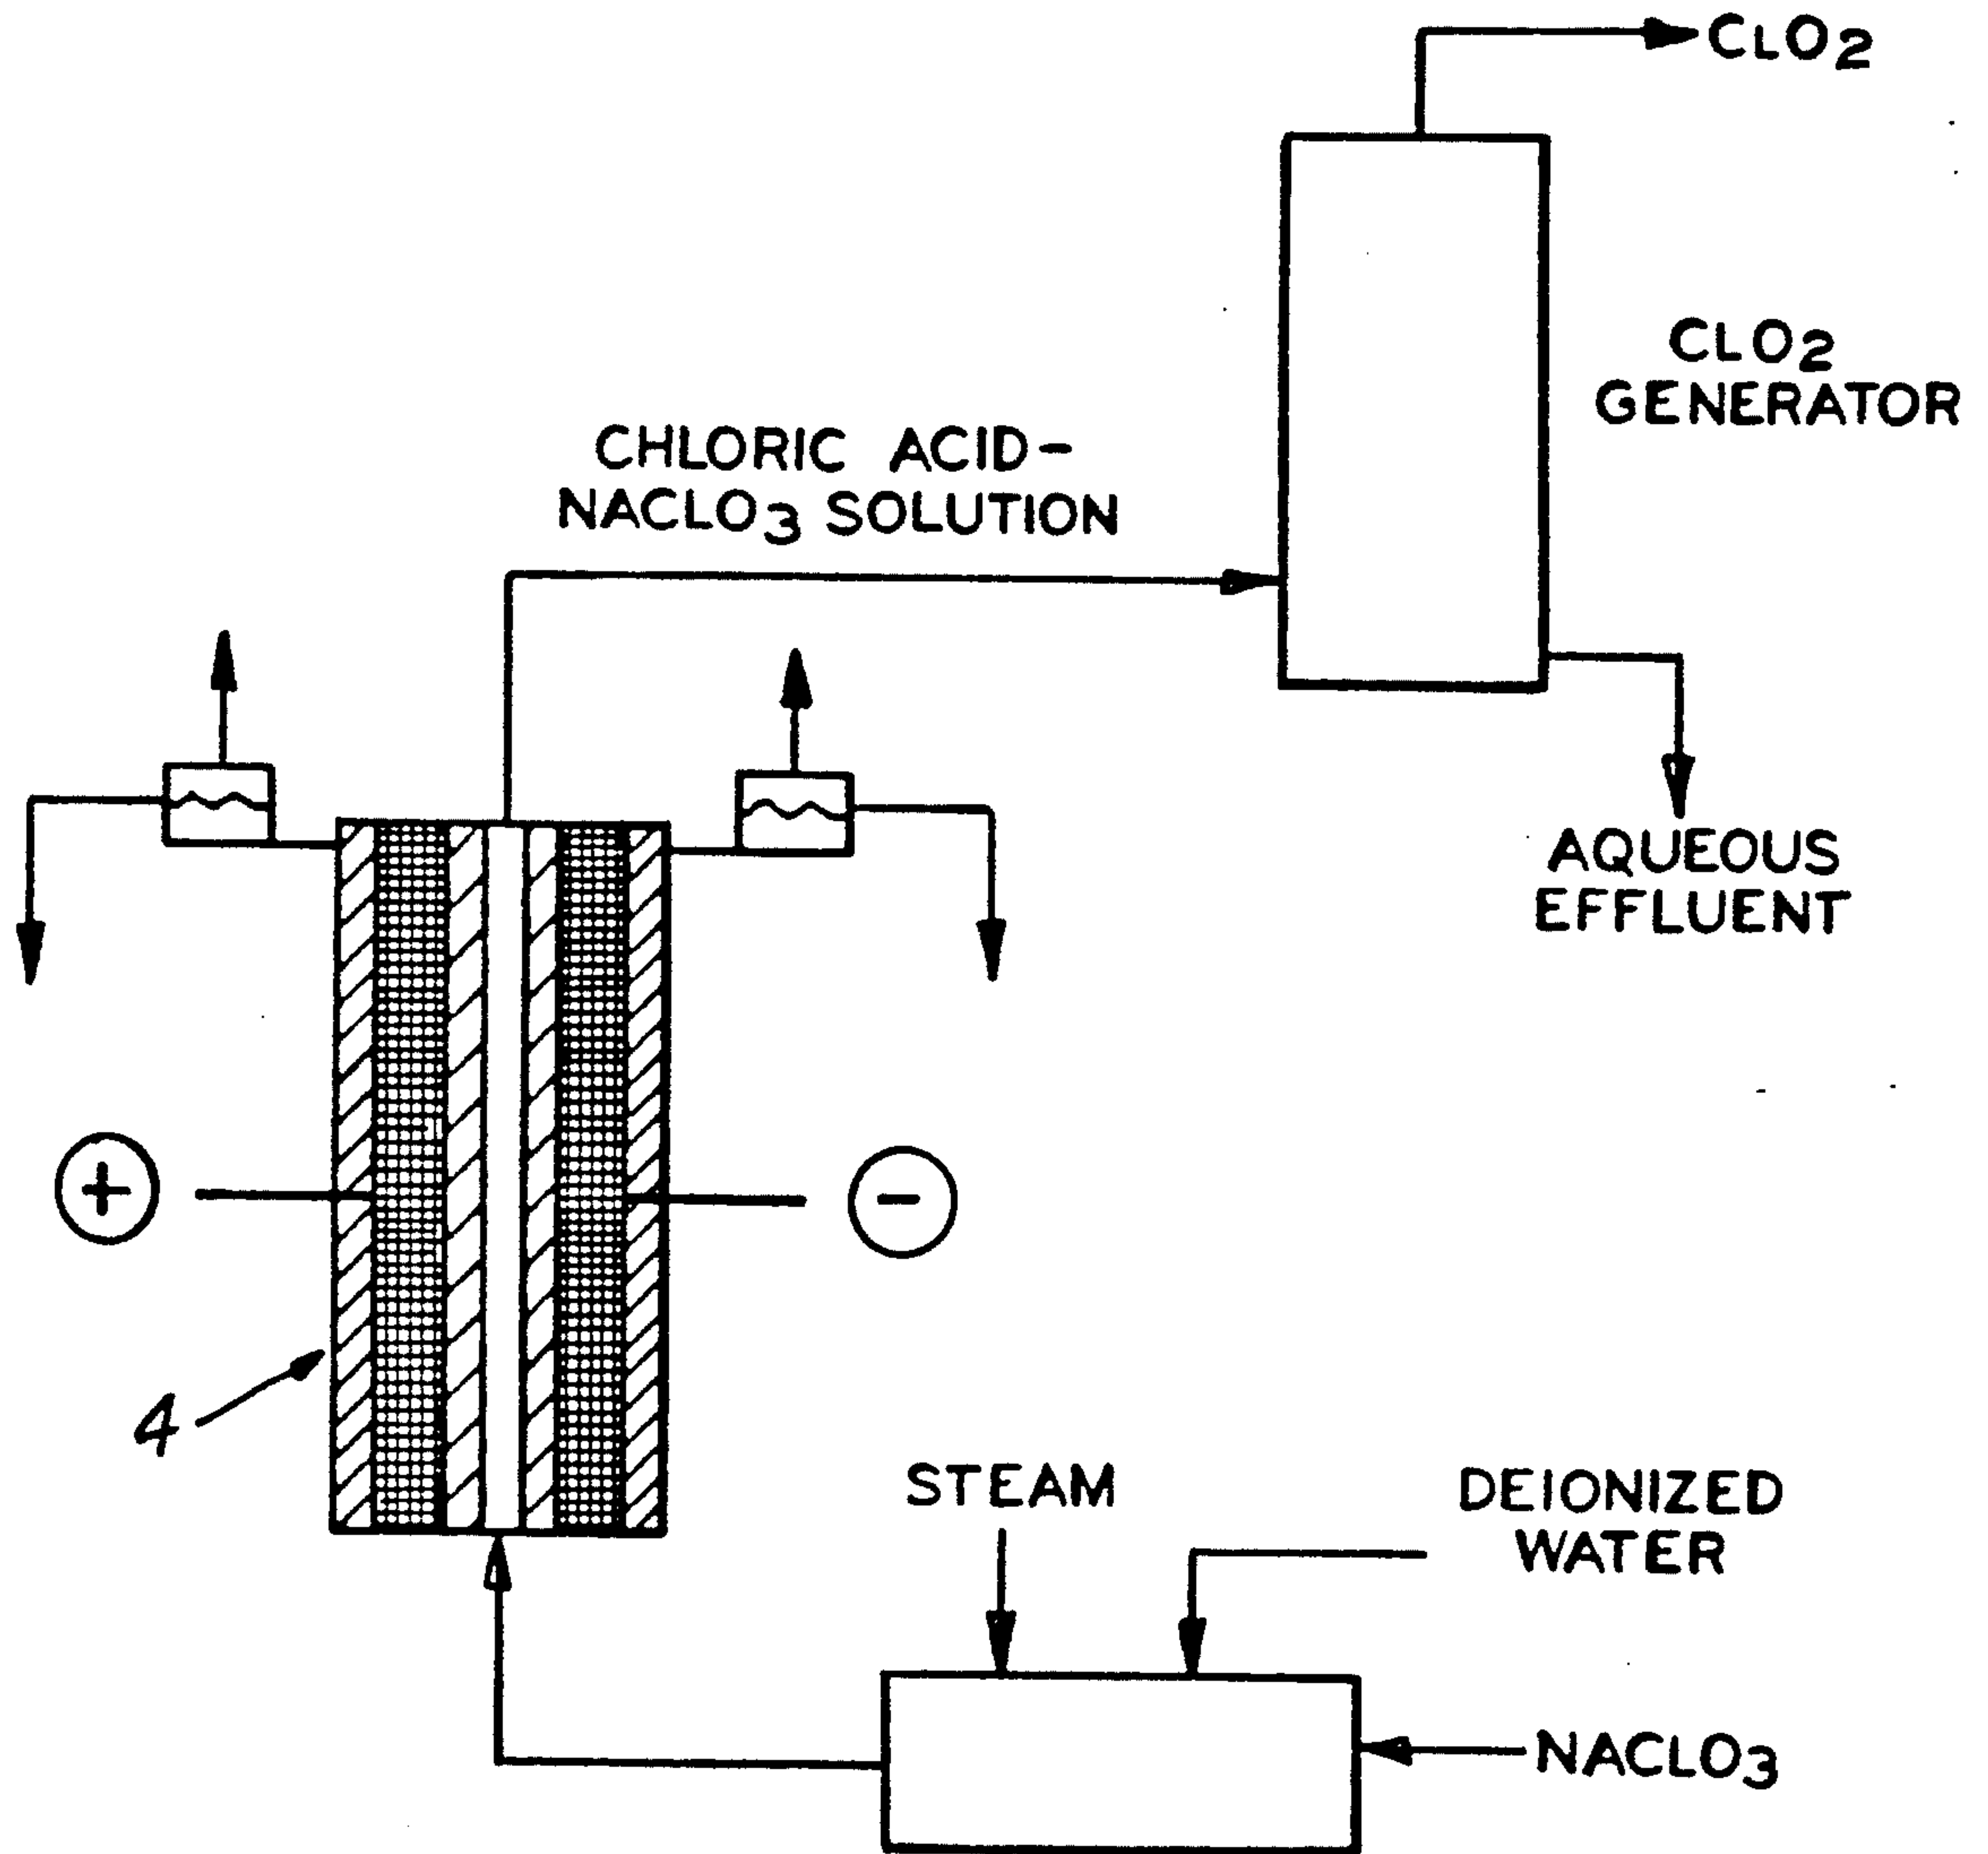 CLO2
CLO2
GENERATOR
CHLORIC ACID-
NACLO3 SOLUTION
AQUEOUS
EFFLUENT
+
-
4
STEAM
DEIONIZED
WATER
NACLO3